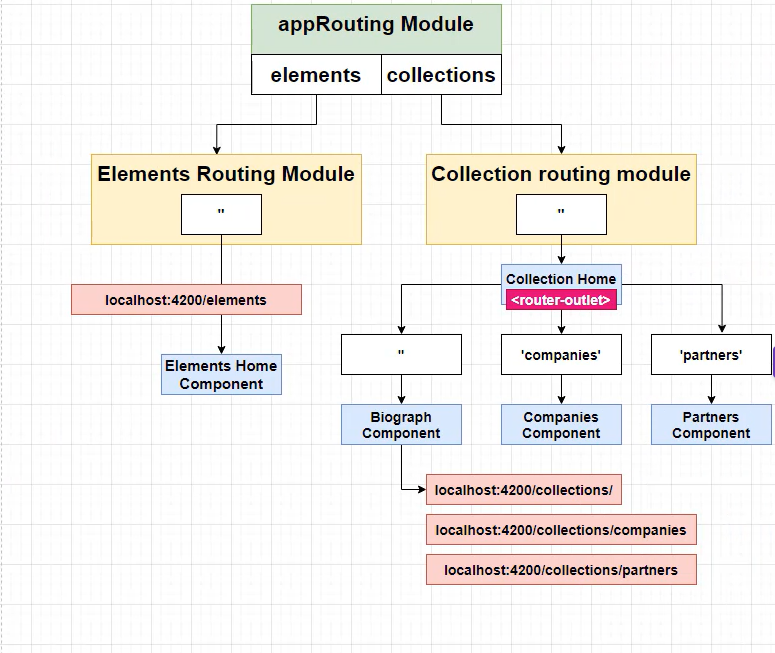 appRouting Module
elements
collections
Elements Routing Module
''
Collection routing module
''
localhost:4200/elements
Elements Home
Component
Collection Home
<router-outlet>
''
'companies'
'partners'
Biograph
Component
Companies
Component
Partners
Component
localhost:4200/collections/
localhost:4200/collections/companies
localhost:4200/collections/partners